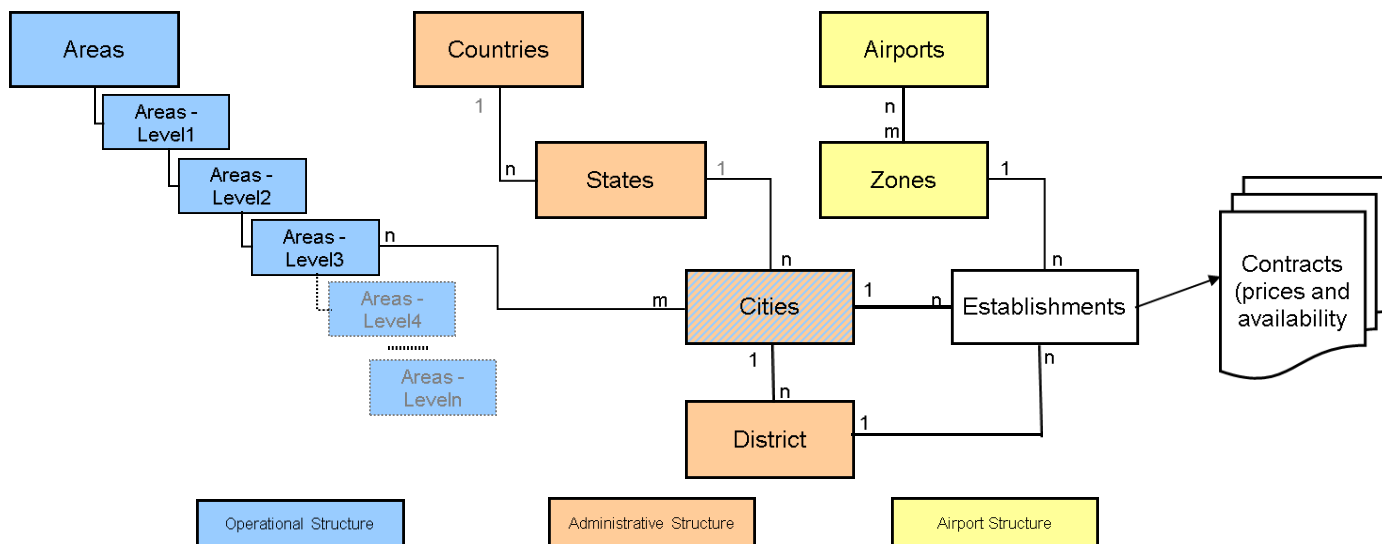 Areas
Countries
Airports
Areas -
Level1
1
n
m
Areas -
Level2
n
States
1
Zones
1
Areas -
Level3
n
n
n
Areas -
Level4
m
Cities
1
n
Establishments
Contracts
(prices and
availability
Areas -
Leveln
1
n
n
District
1
Operational Structure
Administrative Structure
Airport Structure